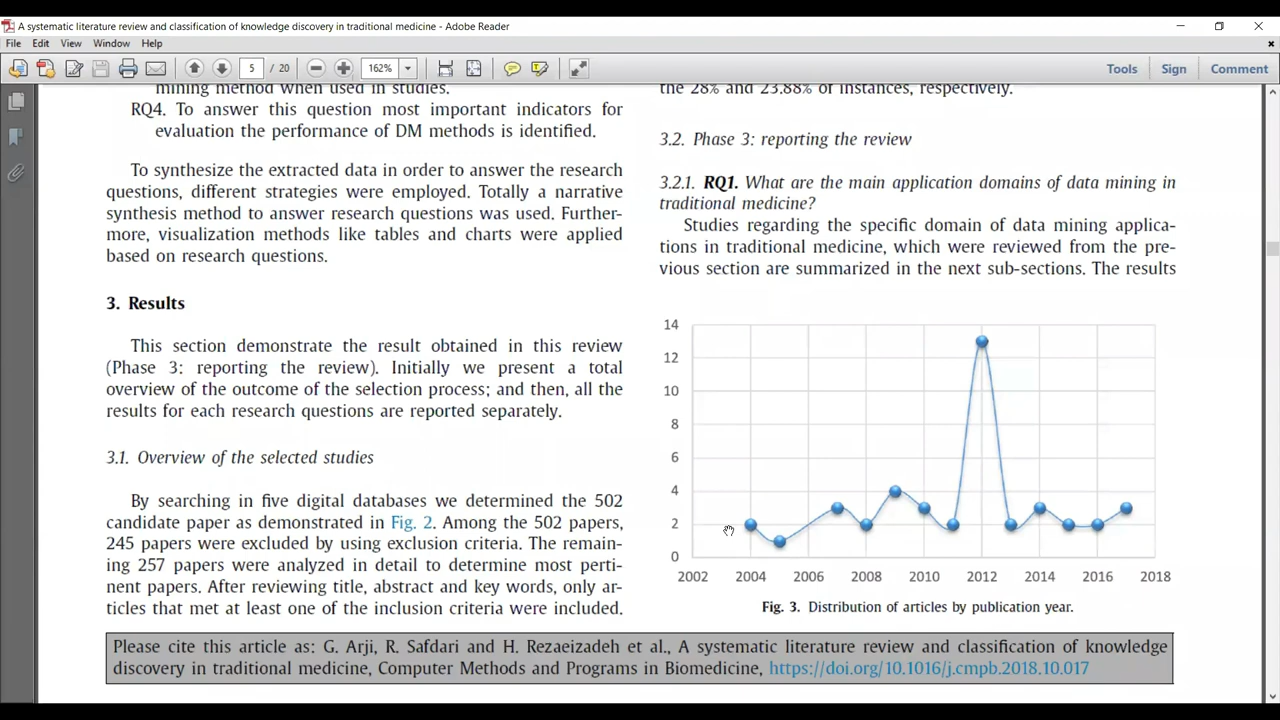 A systematic literature review and classification of knowledge discovery in traditional medicine - Adobe Reader
File Edit View Window Help
5 / 20 162% Tools Sign Comment
mining method when used in studies.
RQ4. To answer this question most important indicators for
evaluation the performance of DM methods is identified.
To synthesize the extracted data in order to answer the research
questions, different strategies were employed. Totally a narrative
synthesis method to answer research questions was used. Further-
more, visualization methods like tables and charts were applied
based on research questions.
3. Results
This section demonstrate the result obtained in this review
(Phase 3: reporting the review). Initially we present a total
overview of the outcome of the selection process; and then, all the
results for each research questions are reported separately.
3.1. Overview of the selected studies
By searching in five digital databases we determined the 502
candidate paper as demonstrated in Fig. 2. Among the 502 papers,
245 papers were excluded by using exclusion criteria. The remain-
ing 257 papers were analyzed in detail to determine most perti-
nent papers. After reviewing title, abstract and key words, only ar-
ticles that met at least one of the inclusion criteria were included.
the 28% and 23.88% of instances, respectively.
3.2. Phase 3: reporting the review
3.2.1. RQ1. What are the main application domains of data mining in
traditional medicine?
Studies regarding the specific domain of data mining applica-
tions in traditional medicine, which were reviewed from the pre-
vious section are summarized in the next sub-sections. The results
14
12
10
8
6
4
2
0
2002 2004 2006 2008 2010 2012 2014 2016 2018
Fig. 3. Distribution of articles by publication year.
Please cite this article as: G. Arji, R. Safdari and H. Rezaeizadeh et al., A systematic literature review and classification of knowledge
discovery in traditional medicine, Computer Methods and Programs in Biomedicine, https://doi.org/10.1016/j.cmpb.2018.10.017